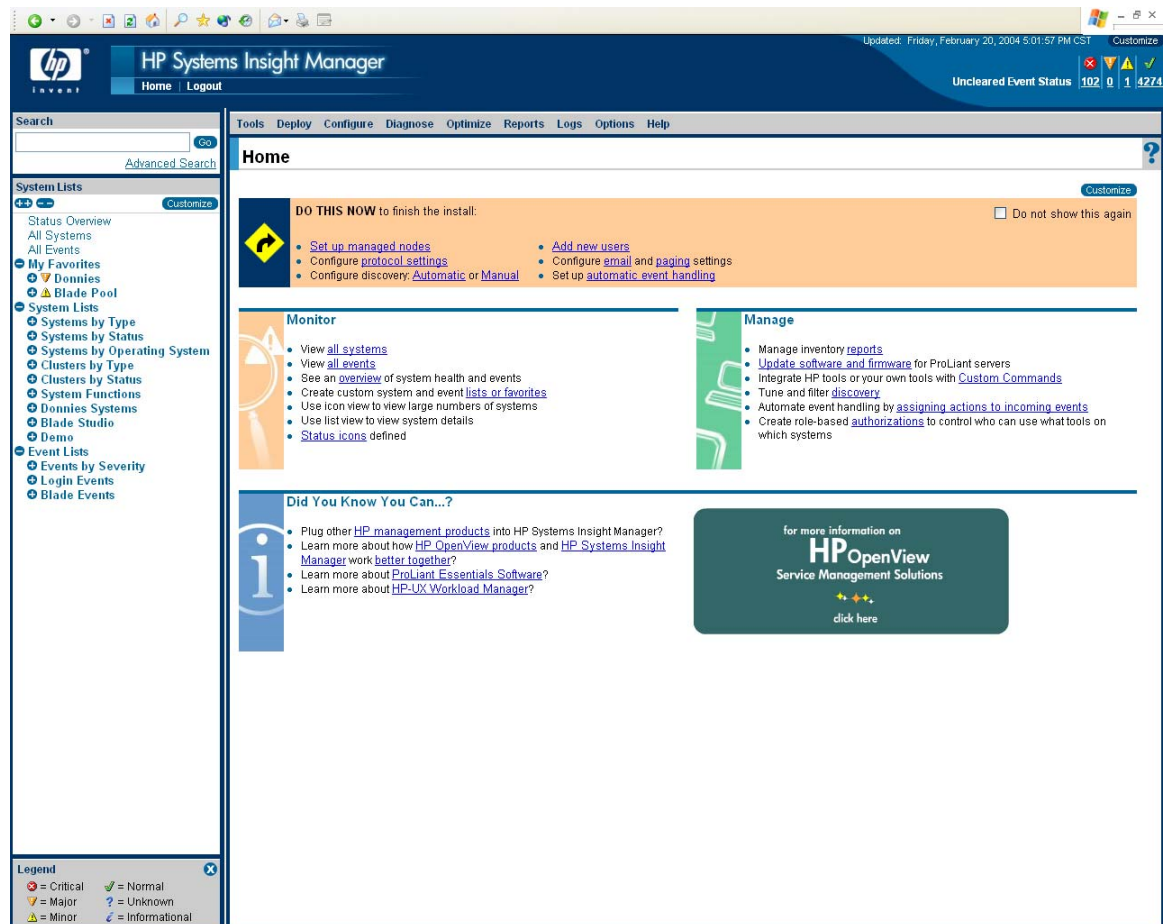 Updated: Friday, February 20, 2004 5:01:57 PM CST Customize
hp
invent
HP Systems Insight Manager
Home | Logout
Uncleared Event Status 102 0 1 4274
Search
Go
Advanced Search
System Lists
Customize
Status Overview
All Systems
All Events
My Favorites
Donnies
Blade Pool
System Lists
Systems by Type
Systems by Status
Systems by Operating System
Clusters by Type
Clusters by Status
System Functions
Donnies Systems
Blade Studio
Demo
Event Lists
Events by Severity
Login Events
Blade Events
Legend
= Critical = Normal
= Major ? = Unknown
= Minor i = Informational
Tools Deploy Configure Diagnose Optimize Reports Logs Options Help
Home ?
Customize
DO THIS NOW to finish the install:
Do not show this again
• Set up managed nodes
• Configure protocol settings
• Configure discovery: Automatic or Manual
• Add new users
• Configure email and paging settings
• Set up automatic event handling
Monitor
• View all systems
• View all events
• See an overview of system health and events
• Create custom system and event lists or favorites
• Use icon view to view large numbers of systems
• Use list view to view system details
• Status icons defined
Manage
• Manage inventory reports
• Update software and firmware for ProLiant servers
• Integrate HP tools or your own tools with Custom Commands
• Tune and filter discovery
• Automate event handling by assigning actions to incoming events
• Create role-based authorizations to control who can use what tools on
which systems
Did You Know You Can...?
• Plug other HP management products into HP Systems Insight Manager?
• Learn more about how HP OpenView products and HP Systems Insight
Manager work better together?
• Learn more about ProLiant Essentials Software?
• Learn more about HP-UX Workload Manager?
for more information on
HP OpenView
Service Management Solutions
click here